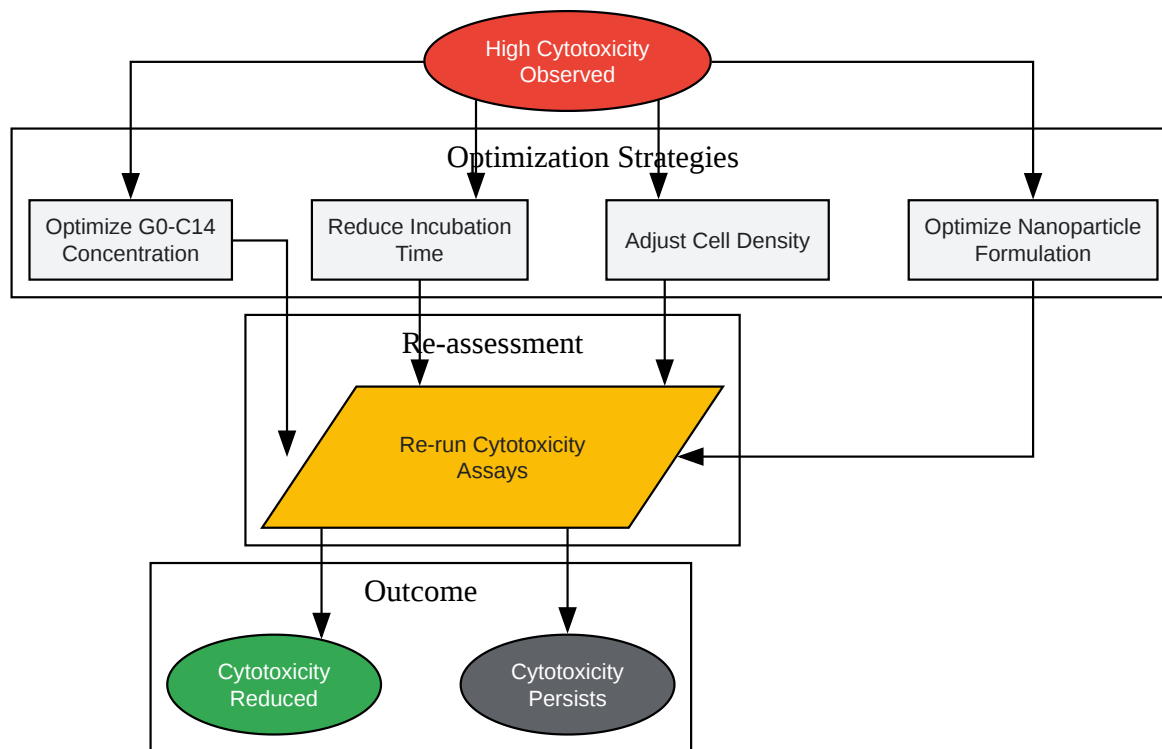 High Cytotoxicity
Observed
Optimization Strategies
Optimize G0-C14
Concentration
Reduce Incubation
Time
Adjust Cell Density
Optimize Nanoparticle
Formulation
Re-assessment
Re-run Cytotoxicity
Assays
Outcome
Cytotoxicity
Reduced
Cytotoxicity
Persists